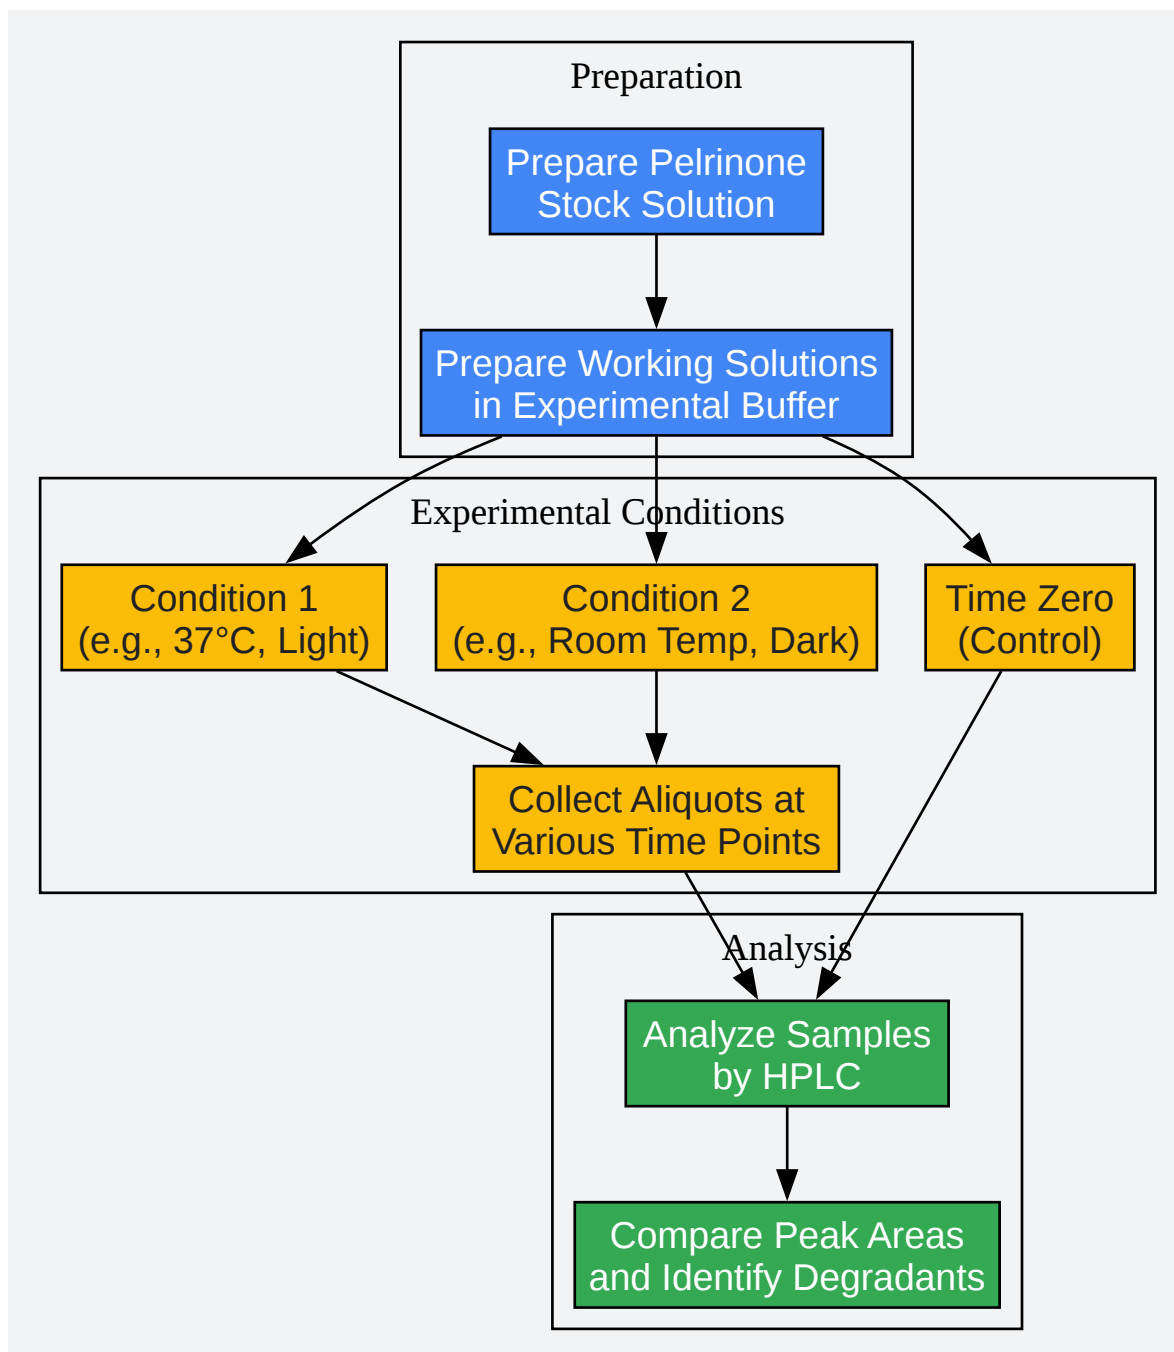 Preparation
Prepare Pelrinone
Stock Solution
Prepare Working Solutions
in Experimental Buffer
Experimental Conditions
Condition 1
(e.g., 37°C, Light)
Condition 2
(e.g., Room Temp, Dark)
Time Zero
(Control)
Collect Aliquots at
Various Time Points
Analysis
Analyze Samples
by HPLC
Compare Peak Areas
and Identify Degradants